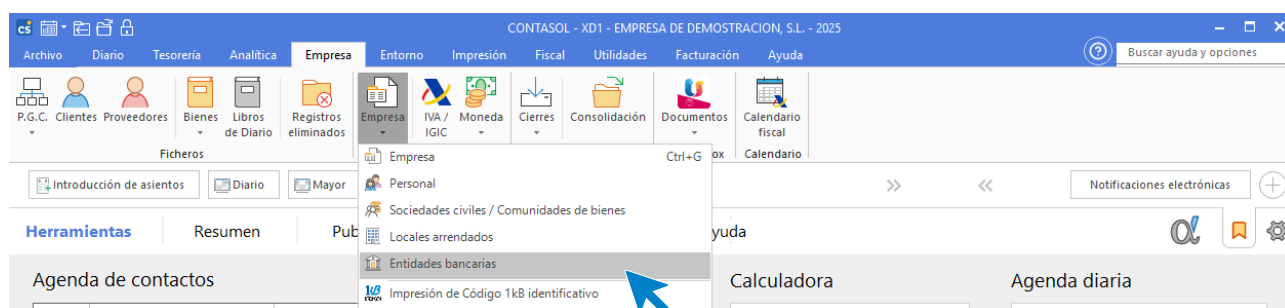 CONTASOL - XD1 - EMPRESA DE DEMOSTRACION, S.L. - 2025
Archivo Diario Tesorería Analítica Empresa Entorno Impresión Fiscal Utilidades Facturación Ayuda Buscar ayuda y opciones
P.G.C. Clientes Proveedores Bienes Libros de Diario Registros eliminados Empresa IVA / IGIC Moneda Cierres Consolidación Documentos Calendario fiscal
Ficheros ox Calendario
Empresa Ctrl+G
Personal
Sociedades civiles / Comunidades de bienes
Locales arrendados
Entidades bancarias
Impresión de Código 1kB identificativo
Introducción de asientos Diario Mayor Notificaciones electrónicas
Herramientas Resumen Pub yuda
Agenda de contactos Calculadora Agenda diaria